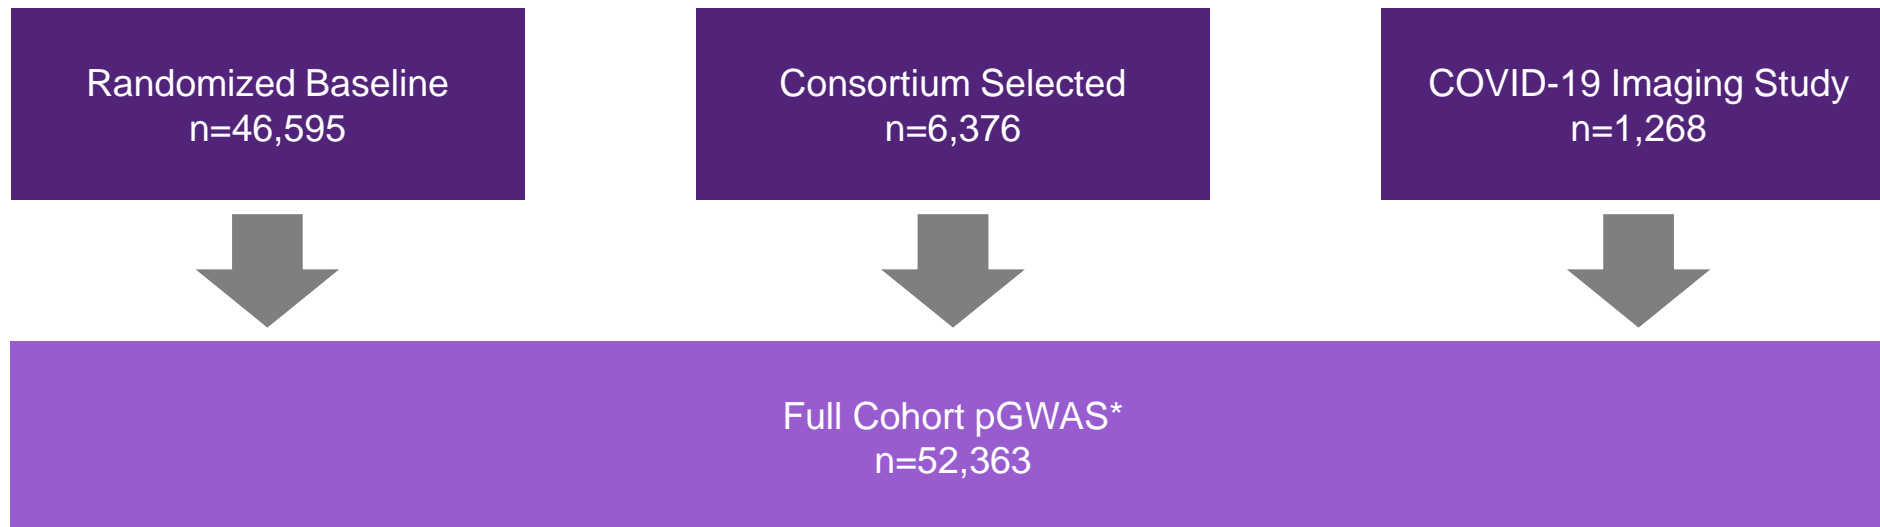 Randomized Baseline
n=46,595
Consortium Selected
n=6,376
COVID-19 Imaging Study
n=1,268
Full Cohort pGWAS*
n=52,363